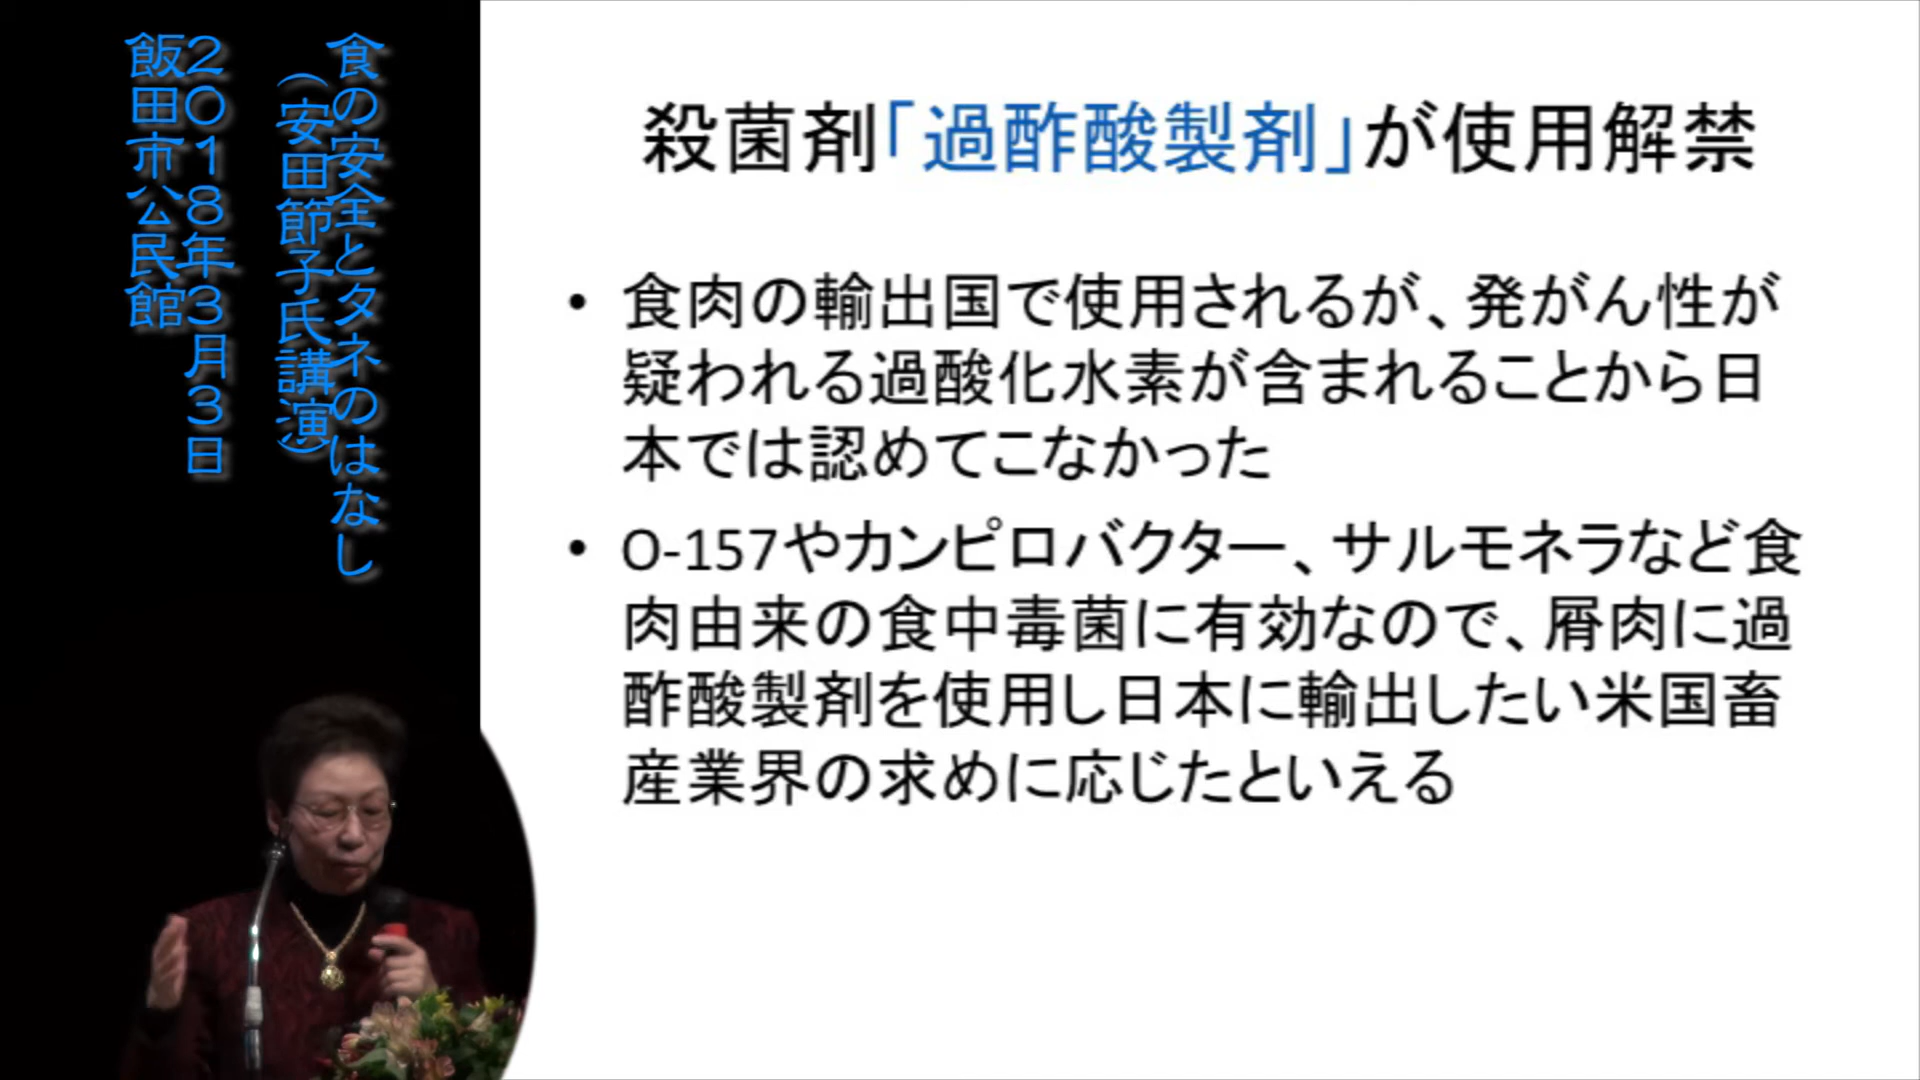 食の安全とタネのはなし
（安田節子氏講演）
２０１８年３月３日
飯田市公民館
殺菌剤「過酢酸製剤」が使用解禁
• 食肉の輸出国で使用されるが、発がん性が
疑われる過酸化水素が含まれることから日
本では認めてこなかった
• O-157やカンピロバクター、サルモネラなど食
肉由来の食中毒菌に有効なので、屑肉に過
酢酸製剤を使用し日本に輸出したい米国畜
産業界の求めに応じたといえる